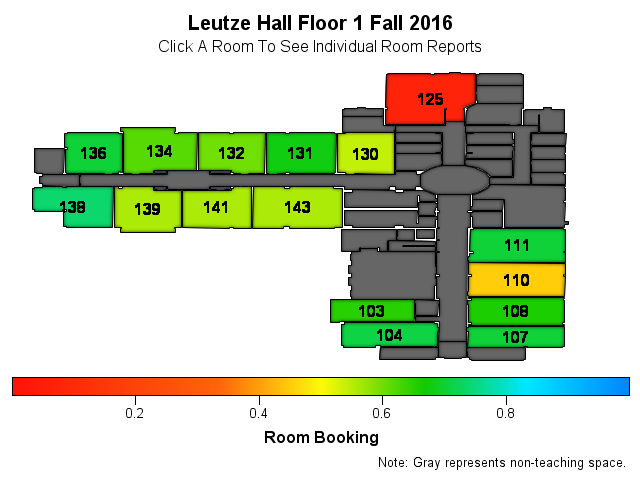 Leutze Hall Floor 1 Fall 2016
Click A Room To See Individual Room Reports
125
136 134 132 131 130
138 139 141 143
111
110
103 108
104 107
0.2 0.4 0.6 0.8
Room Booking
Note: Gray represents non-teaching space.